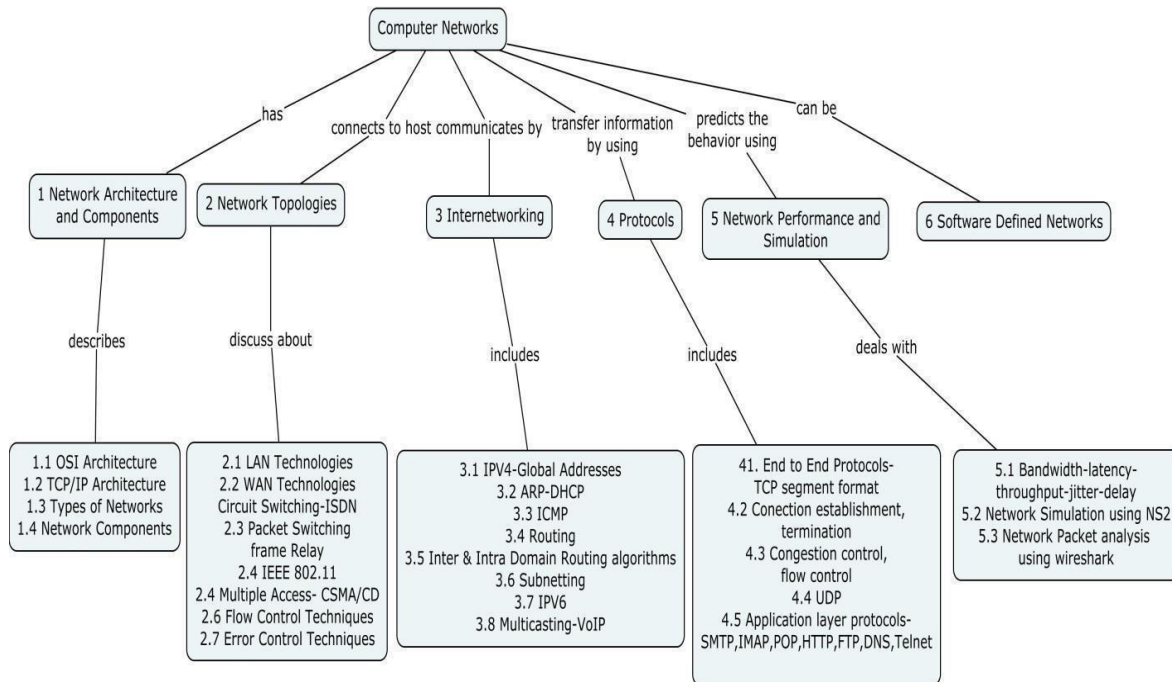 Computer Networks
has
connects to host
communicates by
transfer information
by using
predicts the
behavior using
can be
1 Network Architecture
and Components
2 Network Topologies
3 Internetworking
4 Protocols
5 Network Performance and
Simulation
6 Software Defined Networks
describes
discuss about
includes
includes
deals with
1.1 OSI Architecture
1.2 TCP/IP Architecture
1.3 Types of Networks
1.4 Network Components
2.1 LAN Technologies
2.2 WAN Technologies
Circuit Switching-ISDN
2.3 Packet Switching
frame Relay
2.4 IEEE 802.11
2.4 Multiple Access- CSMA/CD
2.6 Flow Control Techniques
2.7 Error Control Techniques
3.1 IPV4-Global Addresses
3.2 ARP-DHCP
3.3 ICMP
3.4 Routing
3.5 Inter & Intra Domain Routing algorithms
3.6 Subnetting
3.7 IPV6
3.8 Multicasting-VoIP
41. End to End Protocols-
TCP segment format
4.2 Conection establishment,
termination
4.3 Congestion control,
flow control
4.4 UDP
4.5 Application layer protocols-
SMTP,IMAP,POP,HTTP,FTP,DNS,Telnet
5.1 Bandwidth-latency-
throughput-jitter-delay
5.2 Network Simulation using NS2
5.3 Network Packet analysis
using wireshark